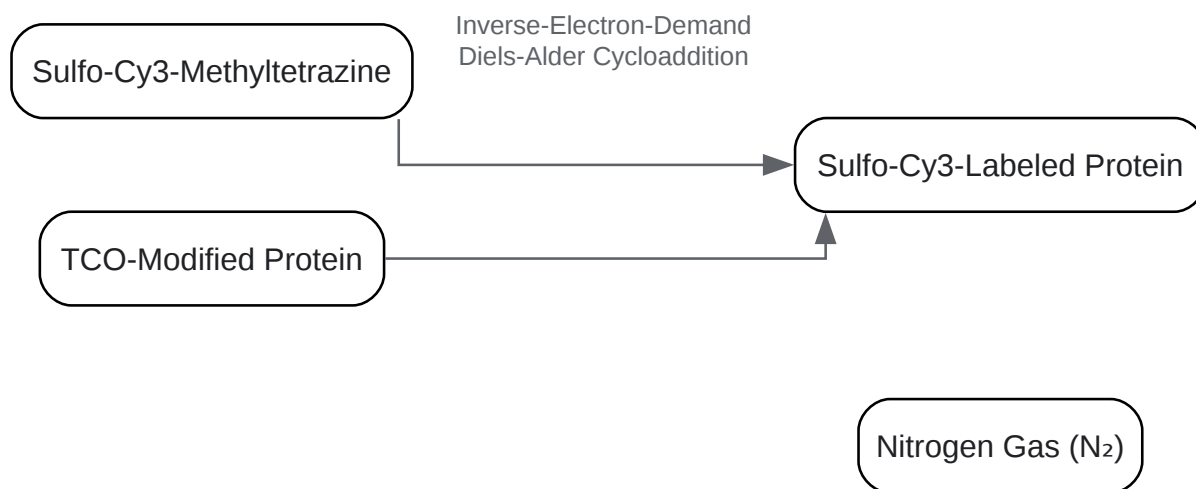 Inverse-Electron-Demand
Diels-Alder Cycloaddition
Sulfo-Cy3-Methyltetrazine
Sulfo-Cy3-Labeled Protein
TCO-Modified Protein
Nitrogen Gas (N₂)